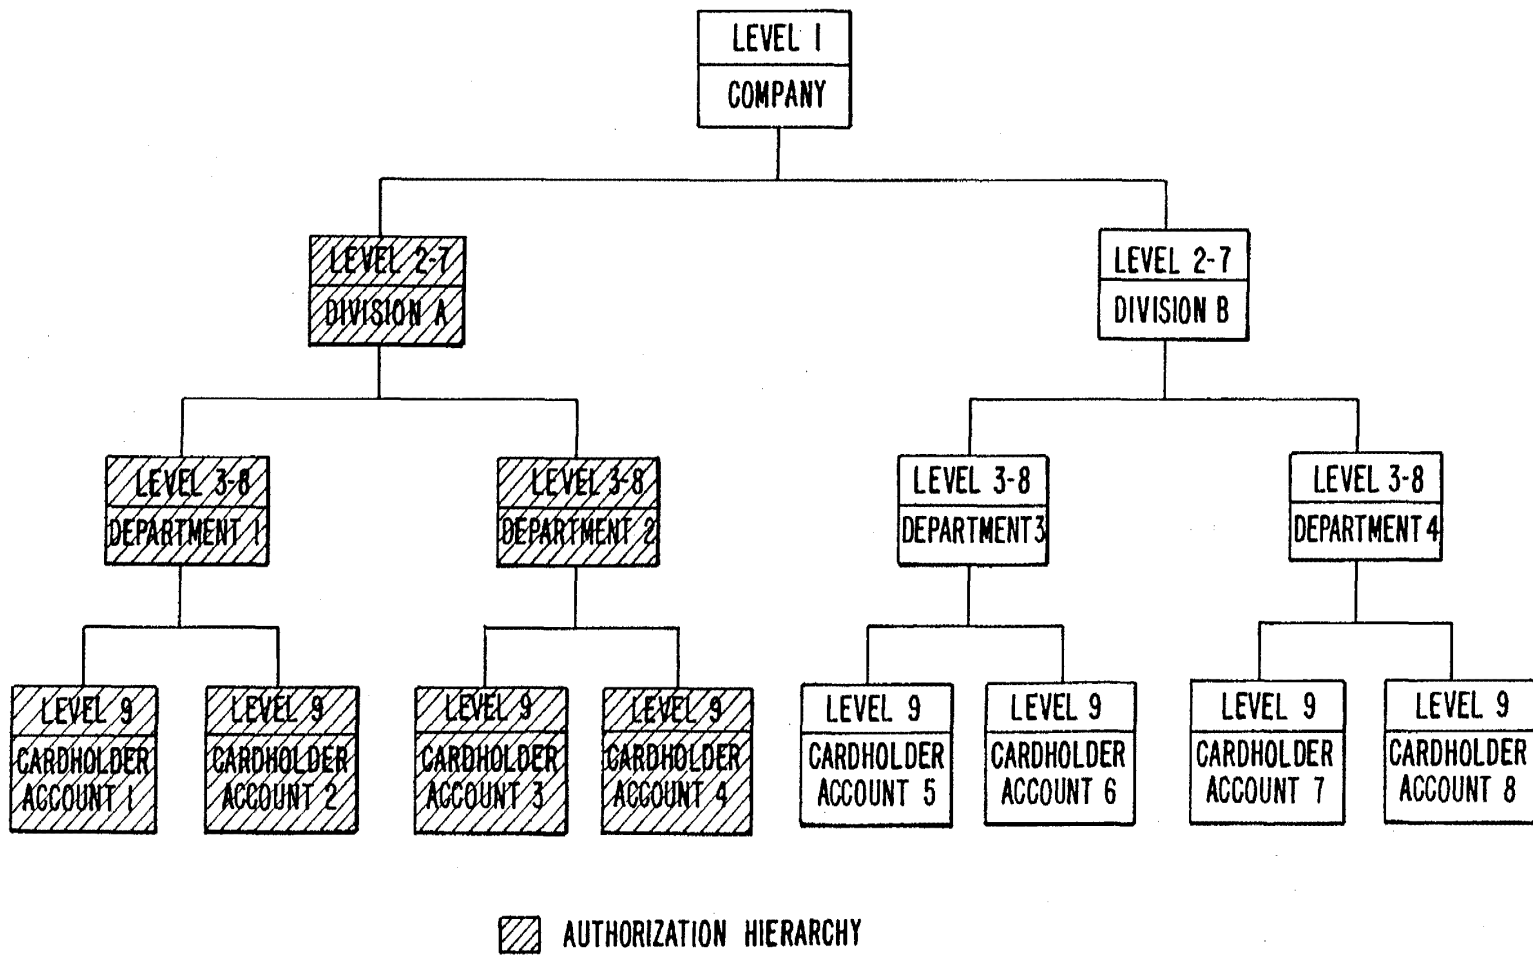 LEVEL 1
COMPANY
LEVEL 2-7
DIVISION A
LEVEL 2-7
DIVISION B
LEVEL 3-8
DEPARTMENT 1
LEVEL 3-8
DEPARTMENT 2
LEVEL 3-8
DEPARTMENT 3
LEVEL 3-8
DEPARTMENT 4
LEVEL 9
CARDHOLDER
ACCOUNT 1
LEVEL 9
CARDHOLDER
ACCOUNT 2
LEVEL 9
CARDHOLDER
ACCOUNT 3
LEVEL 9
CARDHOLDER
ACCOUNT 4
LEVEL 9
CARDHOLDER
ACCOUNT 5
LEVEL 9
CARDHOLDER
ACCOUNT 6
LEVEL 9
CARDHOLDER
ACCOUNT 7
LEVEL 9
CARDHOLDER
ACCOUNT 8
AUTHORIZATION HIERARCHY